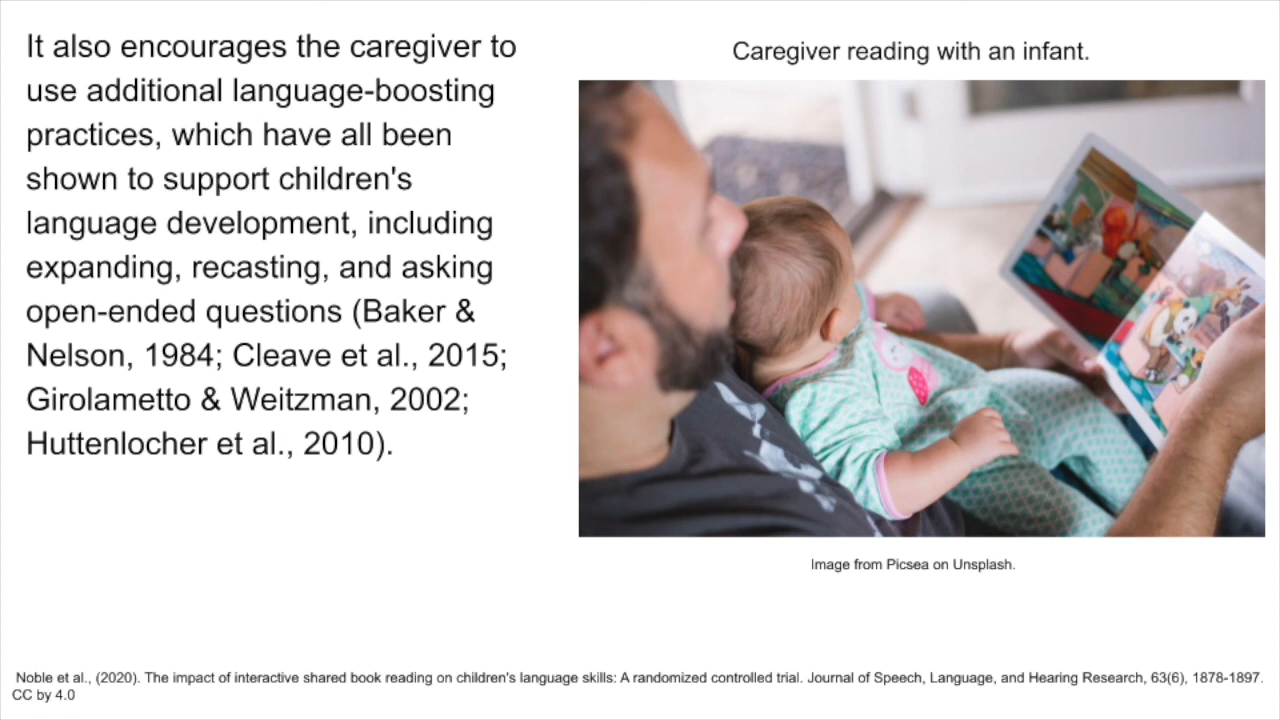 It also encourages the caregiver to
use additional language-boosting
practices, which have all been
shown to support children's
language development, including
expanding, recasting, and asking
open-ended questions (Baker &
Nelson, 1984; Cleave et al., 2015;
Girolametto & Weitzman, 2002;
Huttenlocher et al., 2010).
Caregiver reading with an infant.
Image from Picsea on Unsplash.
Noble et al., (2020). The impact of interactive shared book reading on children's language skills: A randomized controlled trial. Journal of Speech, Language, and Hearing Research, 63(6), 1878-1897.
CC by 4.0